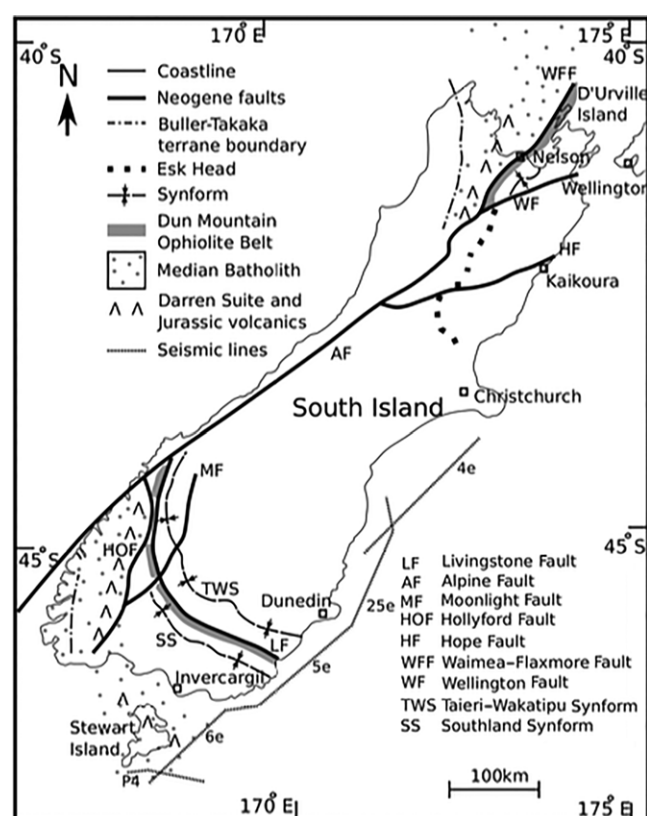 170°E 175°E
40°S 40°S
N
WFF
Coastline
Neogene faults
Buller-Takaka
terrane boundary
Esk Head
Synform
Dun Mountain
Ophiolite Belt
Median Batholith
Darren Suite and
Jurassic volcanics
Seismic lines
D'Urville
Island
Nelson
Wellington
WF
HF
Kaikoura
AF
Christchurch
South Island
4e
MF
HOF
45°S 45°S
TWS
Dunedin
25e
SS
LF
5e
Invercargil
Stewart
Island
6e
P4
LF Livingstone Fault
AF Alpine Fault
MF Moonlight Fault
HOF Hollyford Fault
HF Hope Fault
WFF Waimea–Flaxmore Fault
WF Wellington Fault
TWS Taieri–Wakatipu Synform
SS Southland Synform
100km
170°E 175°E